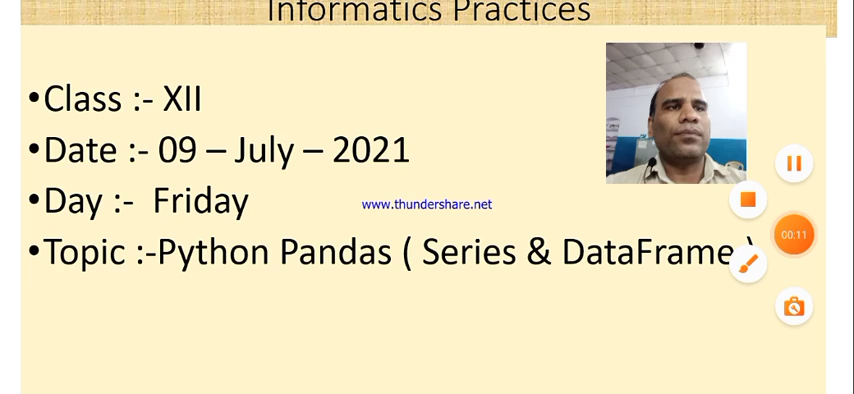 Informatics Practices
•Class :- XII
•Date :- 09 – July – 2021
•Day :-  Friday
www.thundershare.net
•Topic :-Python Pandas ( Series & DataFrame )
00:11